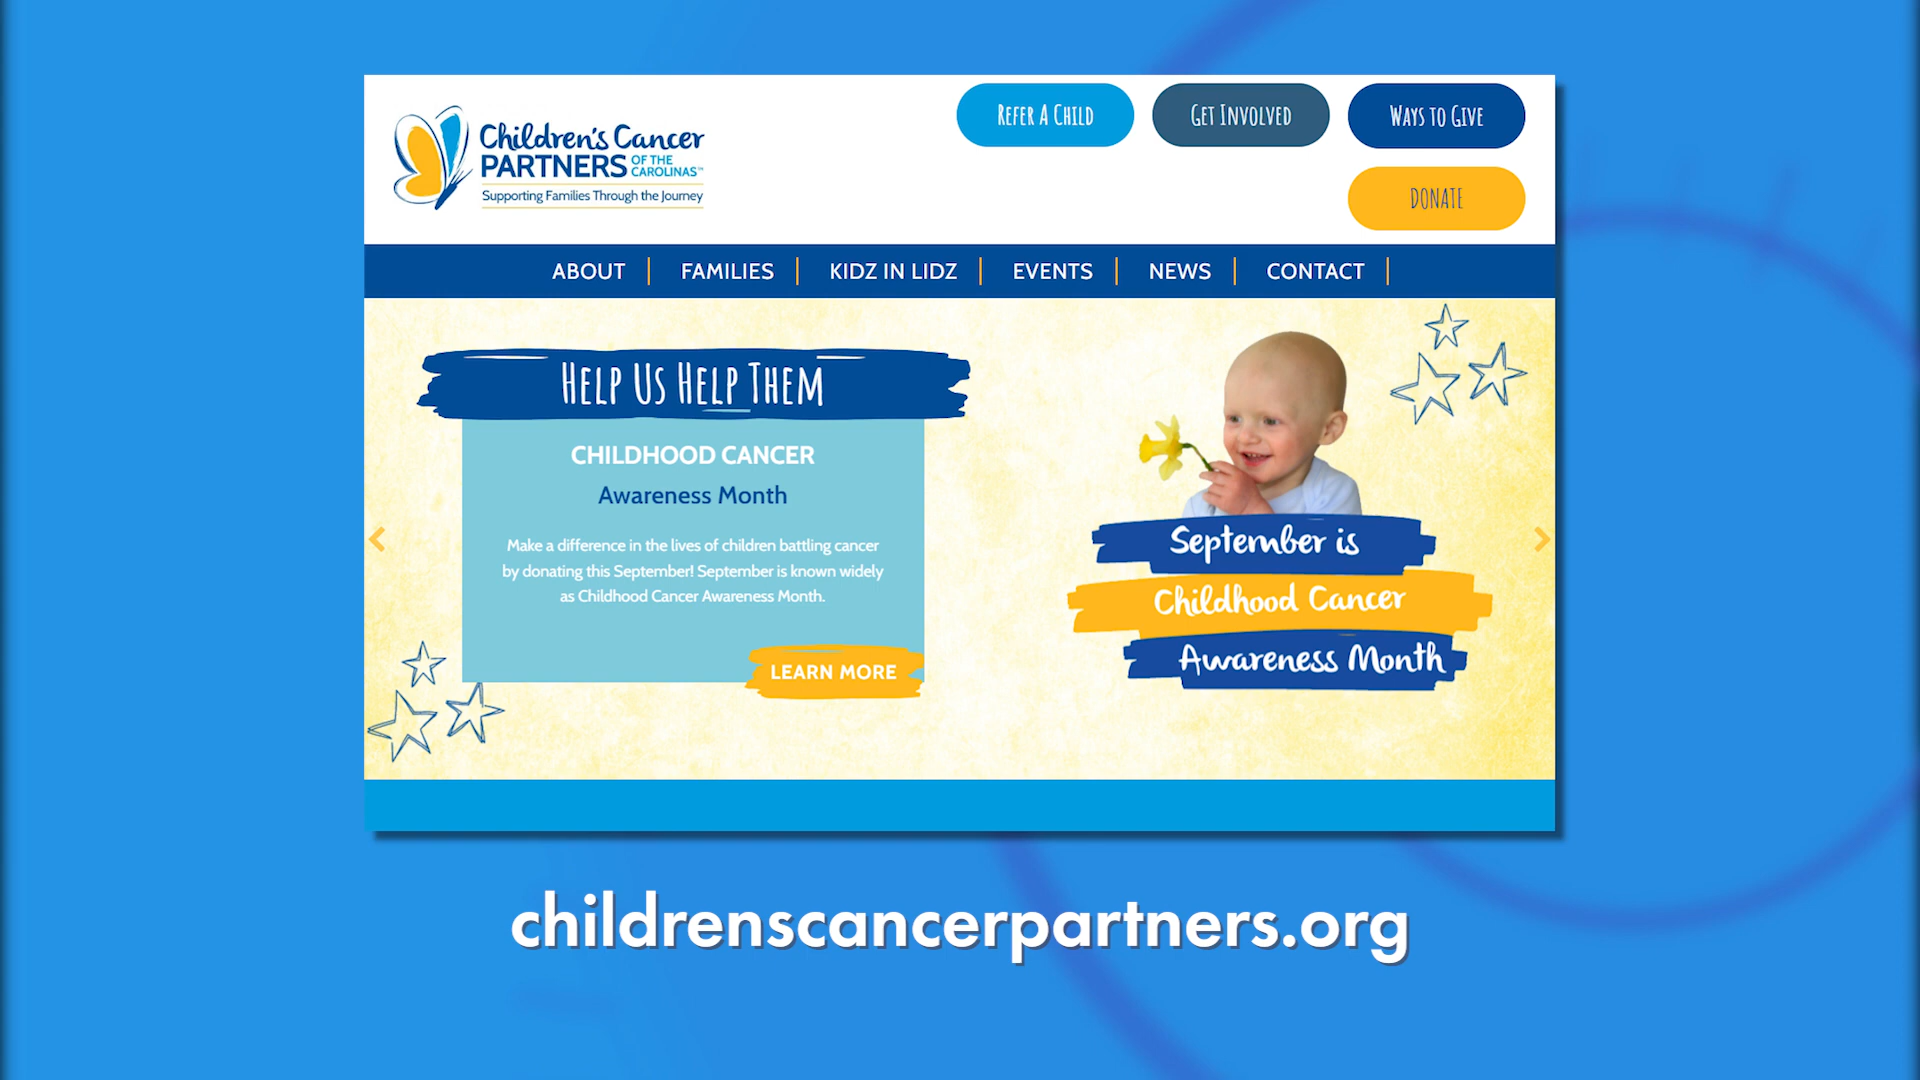 Children's Cancer
PARTNERS OF THE CAROLINAS™
Supporting Families Through the Journey
REFER A CHILD
GET INVOLVED
WAYS TO GIVE
DONATE
ABOUT
FAMILIES
KIDZ IN LIDZ
EVENTS
NEWS
CONTACT
HELP US HELP THEM
CHILDHOOD CANCER
Awareness Month
Make a difference in the lives of children battling cancer
by donating this September! September is known widely
as Childhood Cancer Awareness Month.
LEARN MORE
September is
Childhood Cancer
Awareness Month
childrenscancerpartners.org